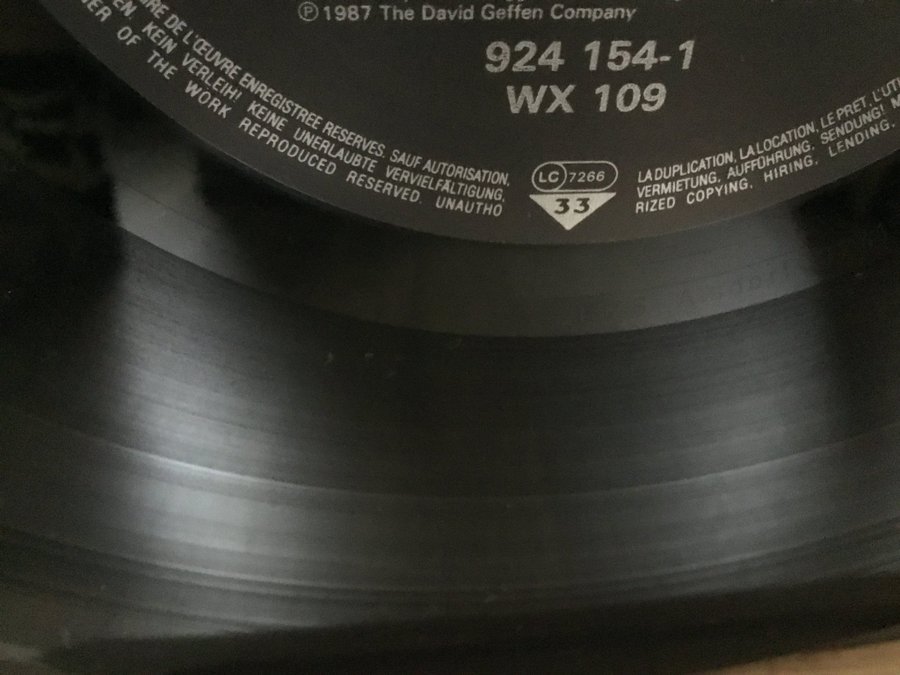 ℗ 1987 The David Geffen Company
924 154-1
WX 109
DE L'ŒUVRE ENREGISTREE RESERVES, SAUF AUTORISATION, LA DUPLICATION, LA LOCATION, LE PRET, L'UTI
KEIN VERLEIH! KEINE UNERLAUBTE VERVIELFÄLTIGUNG, VERMIETUNG, AUFFÜHRUNG, SENDUNG!
OF THE WORK REPRODUCED RESERVED. UNAUTHO RIZED COPYING, HIRING, LENDING,
LC 7266
33